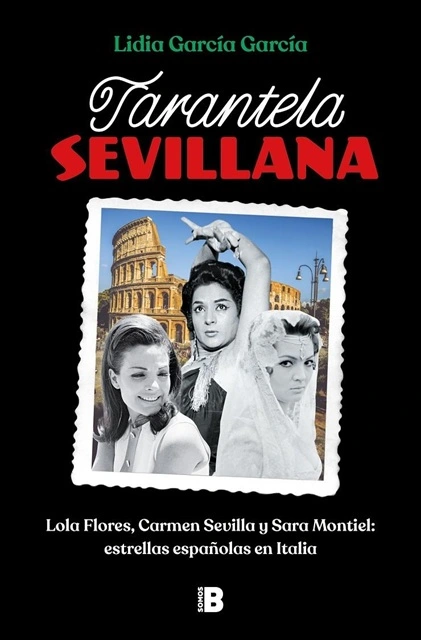 Lidia García García
Tarantela
SEVILLANA
Lola Flores, Carmen Sevilla y Sara Montiel:
estrellas españolas en Italia
SOMOS B